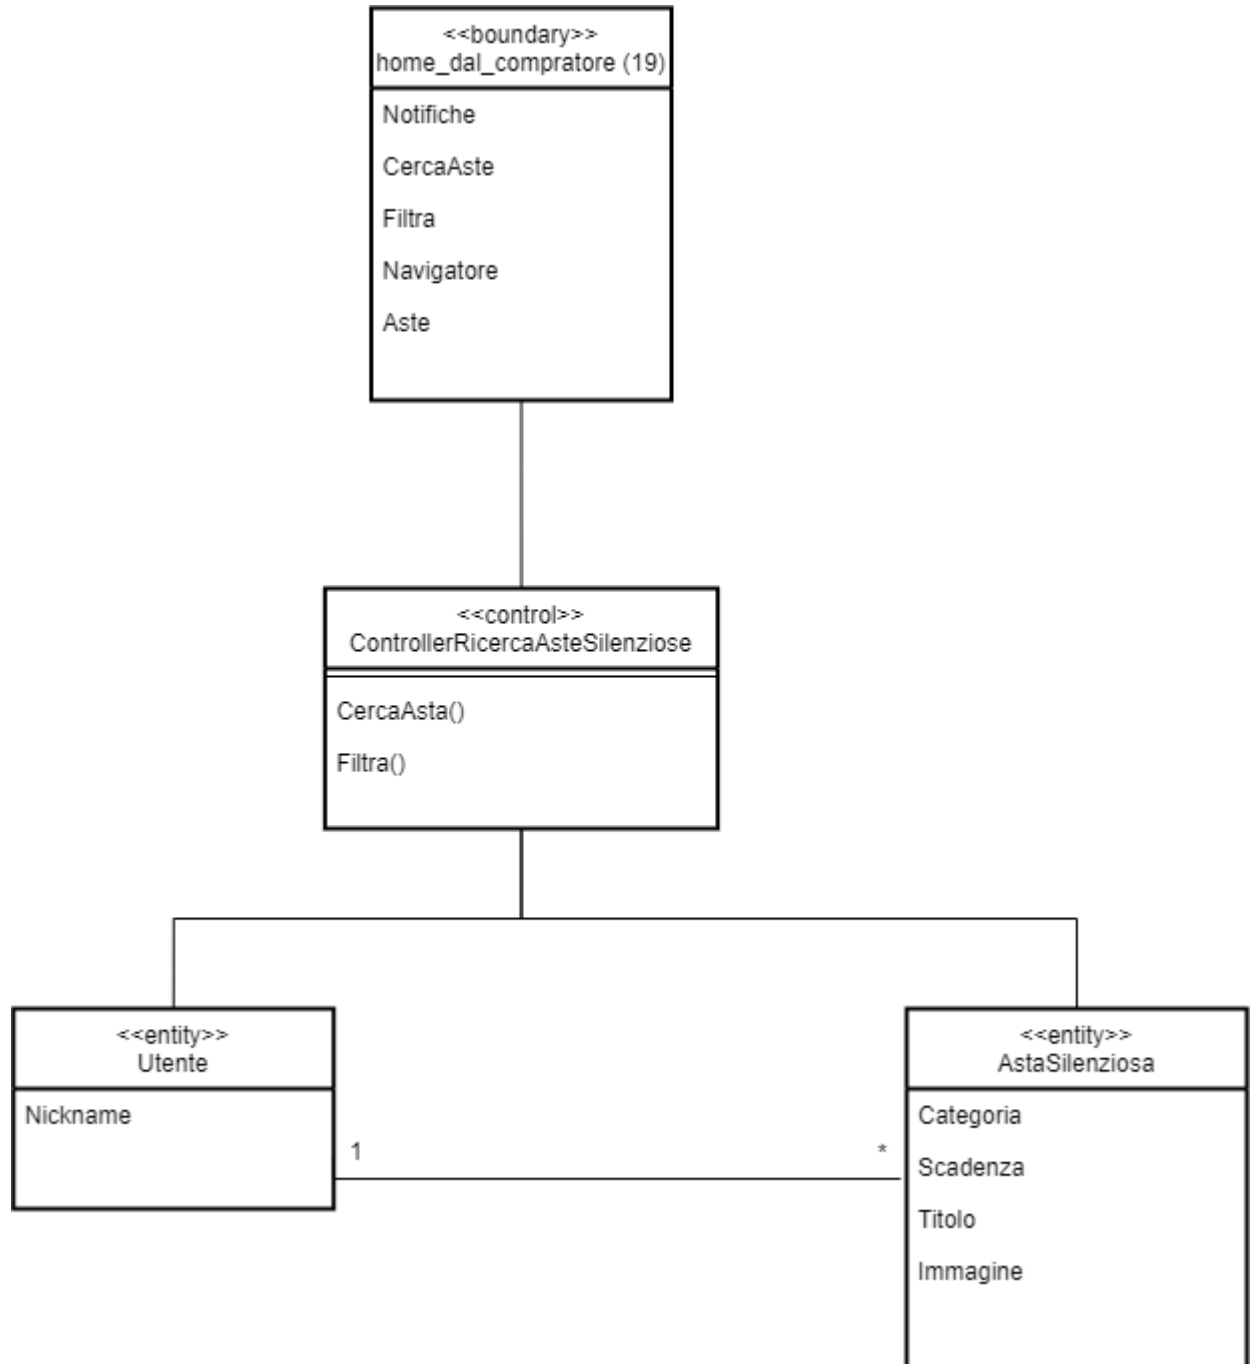 <<boundary>>
home_dal_compratore (19)
Notifiche
CercaAste
Filtra
Navigatore
Aste
<<control>>
ControllerRicercaAsteSilenziose
CercaAsta()
Filtra()
<<entity>>
Utente
Nickname
1
*
<<entity>>
AstaSilenziosa
Categoria
Scadenza
Titolo
Immagine